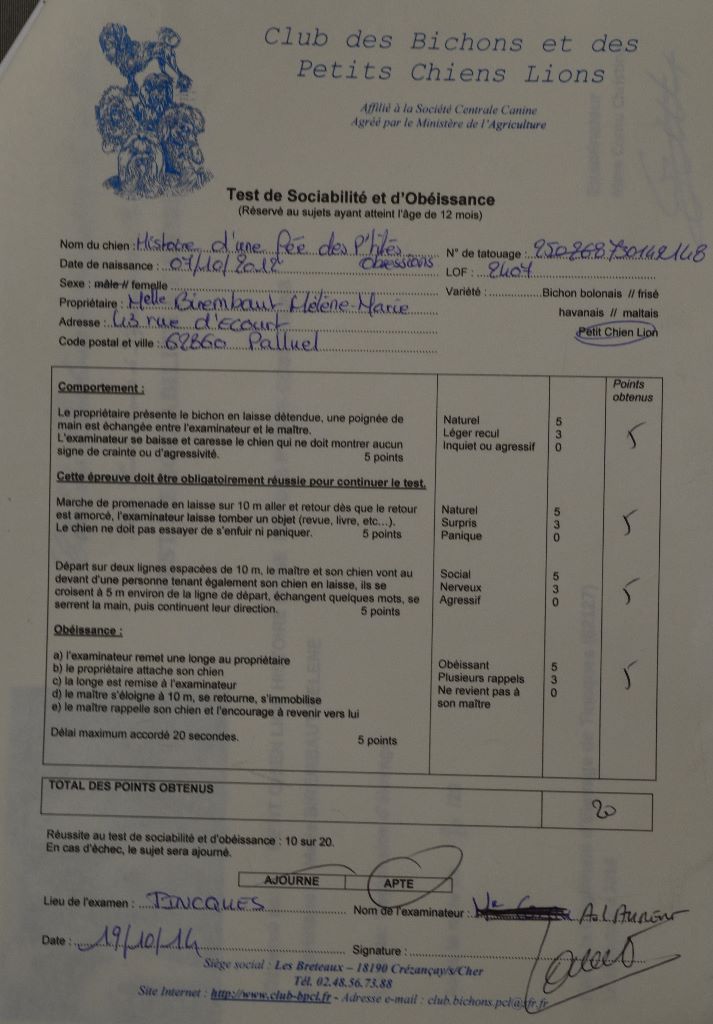 Club des Bichons et des
Petits Chiens Lions
Affilié à la Société Centrale Canine
Agréé par le Ministère de l'Agriculture
Test de Sociabilité et d'Obéissance
(Réservé au sujets ayant atteint l'âge de 12 mois)
Nom du chien : Histoire d'une fée des P'tites obsessions
N° de tatouage : 250268730142148
Date de naissance : 07/10/2012
LOF : 2407
Sexe : mâle // femelle
Variété : Bichon bolonais // frisé
havanais // maltais
Petit Chien Lion
Propriétaire : Melle Birembaut Hélène-Marie
Adresse : 43 rue d'Ecourt
Code postal et ville : 62860 Palluel
Points
obtenus
Comportement :
Le propriétaire présente le bichon en laisse détendue, une poignée de
main est échangée entre l'examinateur et le maître.
L'examinateur se baisse et caresse le chien qui ne doit montrer aucun
signe de crainte ou d'agressivité. 5 points
Naturel 5
Léger recul 3
Inquiet ou agressif 0
5
Cette épreuve doit être obligatoirement réussie pour continuer le test.
Marche de promenade en laisse sur 10 m aller et retour dès que le retour
est amorcé, l'examinateur laisse tomber un objet (revue, livre, etc…).
Le chien ne doit pas essayer de s'enfuir ni paniquer. 5 points
Naturel 5
Surpris 3
Panique 0
5
Départ sur deux lignes espacées de 10 m, le maître et son chien vont au
devant d'une personne tenant également son chien en laisse, ils se
croisent à 5 m environ de la ligne de départ, échangent quelques mots, se
serrent la main, puis continuent leur direction. 5 points
Social 5
Nerveux 3
Agressif 0
5
Obéissance :
a) l'examinateur remet une longe au propriétaire
b) le propriétaire attache son chien
c) la longe est remise à l'examinateur
d) le maître s'éloigne à 10 m, se retourne, s'immobilise
e) le maître rappelle son chien et l'encourage à revenir vers lui
Délai maximum accordé 20 secondes. 5 points
Obéissant 5
Plusieurs rappels 3
Ne revient pas à 0
son maître
5
TOTAL DES POINTS OBTENUS
20
Réussite au test de sociabilité et d'obéissance : 10 sur 20.
En cas d'échec, le sujet sera ajourné.
AJOURNE APTE
Lieu de l'examen : TINCQUES
Nom de l'examinateur : A.LAURENT
Date : 19/10/14
Signature :
Siège social : Les Breteaux – 18190 Crézançay/s/Cher
Tél. 02.48.56.73.88
Site Internet : http://www.club-bpcl.fr - Adresse e-mail : club.bichons.pcl@sfr.fr